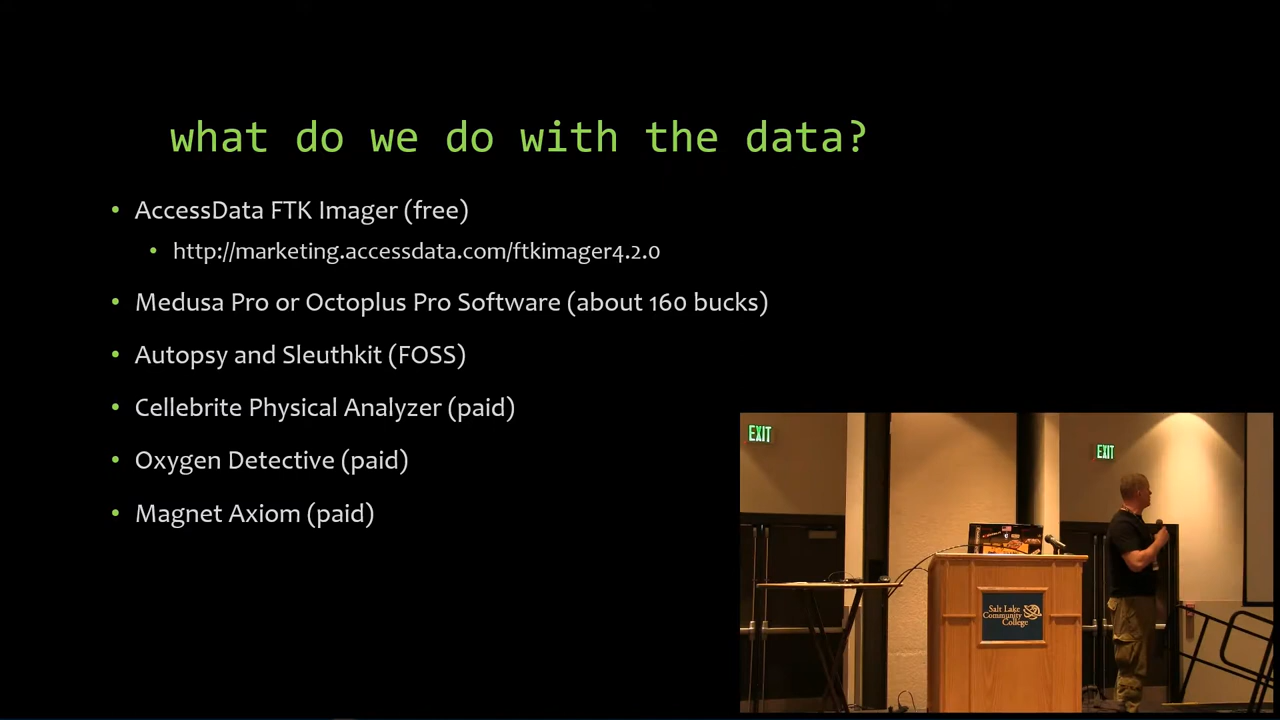 what do we do with the data?
• AccessData FTK Imager (free)
• http://marketing.accessdata.com/ftkimager4.2.0
• Medusa Pro or Octoplus Pro Software (about 160 bucks)
• Autopsy and Sleuthkit (FOSS)
• Cellebrite Physical Analyzer (paid)
• Oxygen Detective (paid)
• Magnet Axiom (paid)
EXIT
EXIT
Salt Lake
Community
College